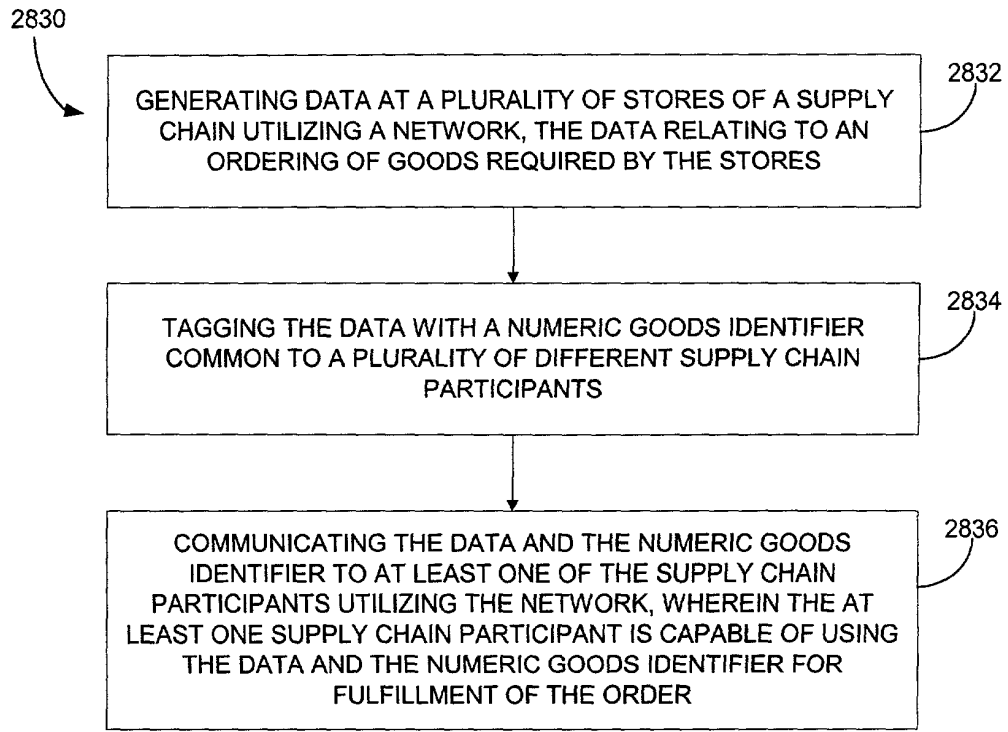 2830
2832
GENERATING DATA AT A PLURALITY OF STORES OF A SUPPLY
CHAIN UTILIZING A NETWORK, THE DATA RELATING TO AN
ORDERING OF GOODS REQUIRED BY THE STORES
2834
TAGGING THE DATA WITH A NUMERIC GOODS IDENTIFIER
COMMON TO A PLURALITY OF DIFFERENT SUPPLY CHAIN
PARTICIPANTS
2836
COMMUNICATING THE DATA AND THE NUMERIC GOODS
IDENTIFIER TO AT LEAST ONE OF THE SUPPLY CHAIN
PARTICIPANTS UTILIZING THE NETWORK, WHEREIN THE AT
LEAST ONE SUPPLY CHAIN PARTICIPANT IS CAPABLE OF USING
THE DATA AND THE NUMERIC GOODS IDENTIFIER FOR
FULFILLMENT OF THE ORDER